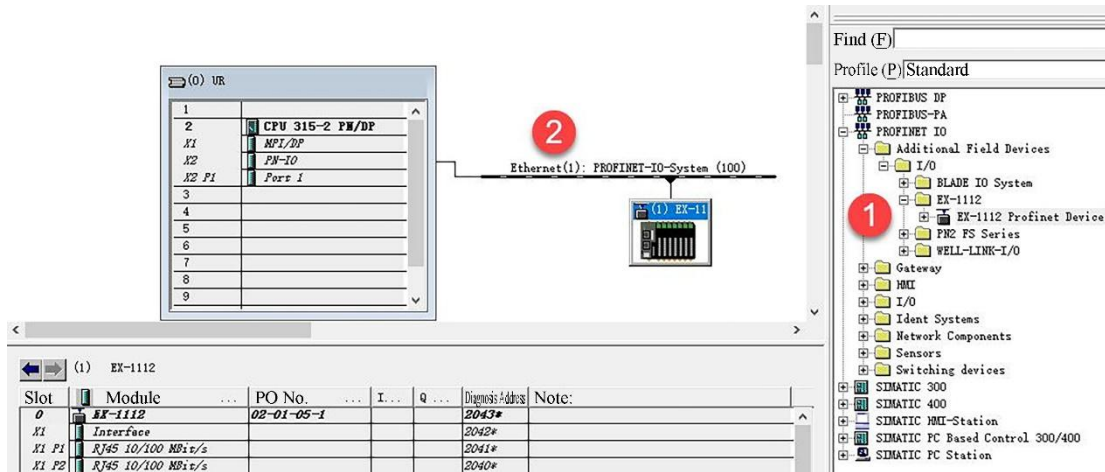 (0) UR
1
2 CPU 315-2 PN/DP
X1 MPI/DP
X2 PN-IO
X2 P1 Port 1
3
4
5
6
7
8
9
2
Ethernet(1): PROFINET-IO-System (100)
(1) EX-11
Find (F)
Profile (P) Standard
PROFIBUS DP
PROFIBUS-PA
PROFINET IO
Additional Field Devices
I/O
BLADE IO System
EX-1112
1
EX-1112 Profinet Device
PN2 FS Series
WELL-LINK-I/O
Gateway
HMI
I/O
Ident Systems
Network Components
Sensors
Switching devices
SIMATIC 300
SIMATIC 400
SIMATIC HMI-Station
SIMATIC PC Based Control 300/400
SIMATIC PC Station
(1) EX-1112
Slot Module ... PO No. ... I... Q ... Diagnosis Address Note:
0 EX-1112 02-01-05-1 2043*
X1 Interface 2042*
X1 P1 RJ45 10/100 MBit/s 2041*
X1 P2 RJ45 10/100 MBit/s 2040*